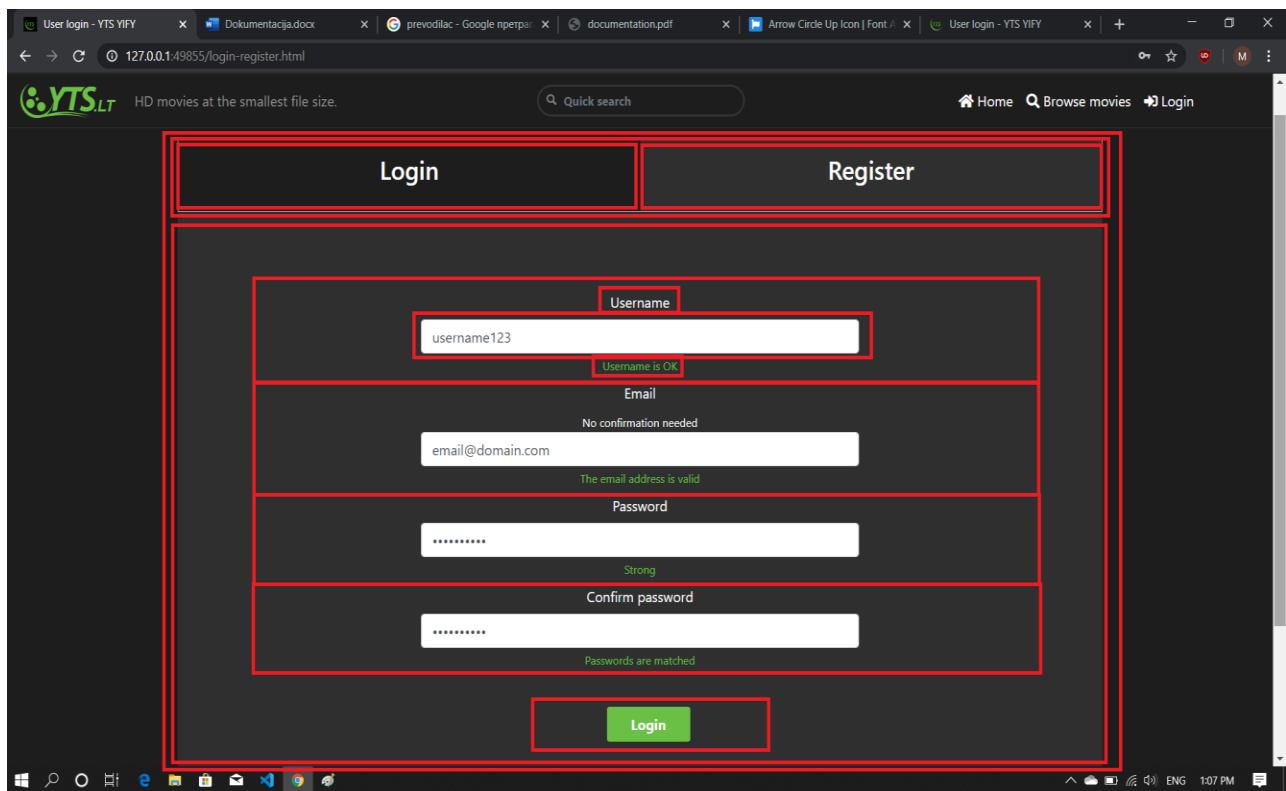 User login - YTS YIFY
Dokumentacija.docx
prevodilac - Google претраг
documentation.pdf
Arrow Circle Up Icon | Font A
User login - YTS YIFY
127.0.0.1:49855/login-register.html
M
YTS.LT
HD movies at the smallest file size.
Quick search
Home
Browse movies
Login
Login
Register
Username
username123
Username is OK
Email
No confirmation needed
email@domain.com
The email address is valid
Password
••••••••••
Strong
Confirm password
••••••••••
Passwords are matched
Login
ENG
1:07 PM